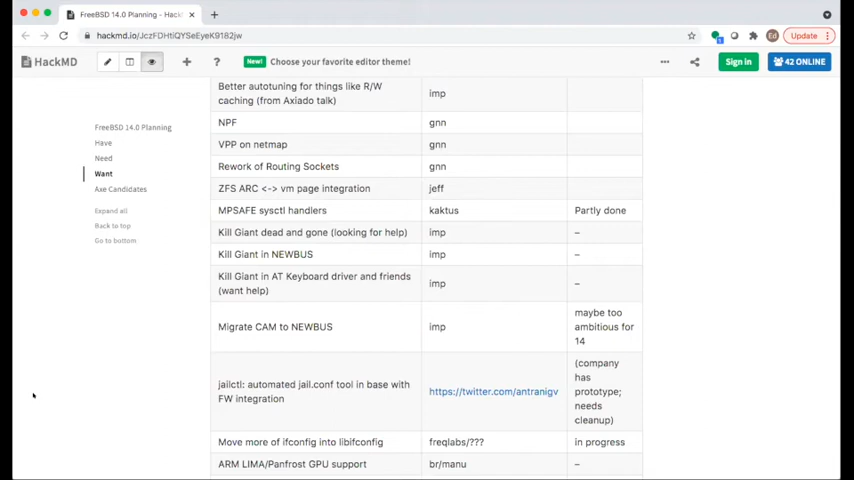 FreeBSD 14.0 Planning - HackMD
hackmd.io/JczFDHtiQYSeEyeK9182jw
Ed
Update
HackMD
New!
Choose your favorite editor theme!
Sign in
42 ONLINE
FreeBSD 14.0 Planning
Have
Need
Want
Axe Candidates
Expand all
Back to top
Go to bottom
Better autotuning for things like R/W
caching (from Axiado talk)
imp
NPF
gnn
VPP on netmap
gnn
Rework of Routing Sockets
gnn
ZFS ARC <-> vm page integration
jeff
MPSAFE sysctl handlers
kaktus
Partly done
Kill Giant dead and gone (looking for help)
imp
–
Kill Giant in NEWBUS
imp
–
Kill Giant in AT Keyboard driver and friends
(want help)
imp
–
Migrate CAM to NEWBUS
imp
maybe too
ambitious for
14
jailctl: automated jail.conf tool in base with
FW integration
https://twitter.com/antranigv
(company
has
prototype;
needs
cleanup)
Move more of ifconfig into libifconfig
freqlabs/???
in progress
ARM LIMA/Panfrost GPU support
br/manu
–